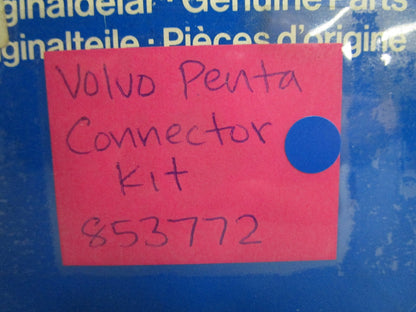 ginaldelar · Genuine Parts
ginalteile · Pièces d'origine
Volvo Penta
Connector
Kit
853772